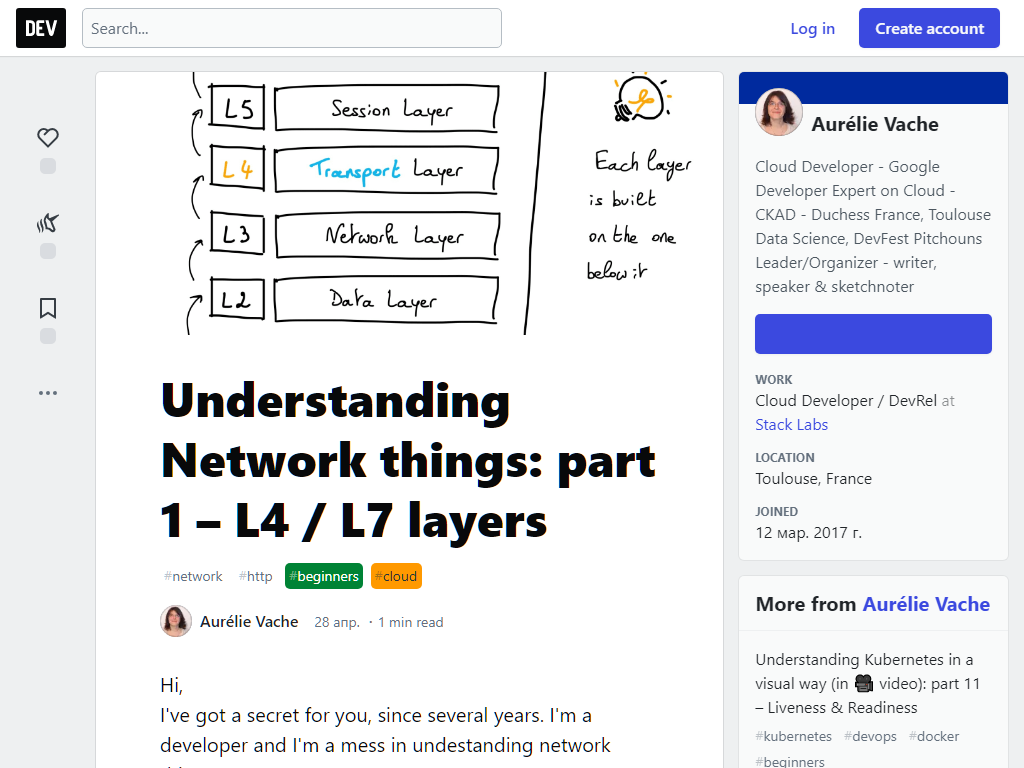 DEV
Search...
Log in
Create account
L5 Session Layer
L4 Transport Layer
L3 Network Layer
L2 Data Layer
Each layer
is built
on the one
below it
Understanding
Network things: part
1 – L4 / L7 layers
#network #http #beginners #cloud
Aurélie Vache 28 апр. · 1 min read
Hi,
I've got a secret for you, since several years. I'm a
developer and I'm a mess in undestanding network
Aurélie Vache
Cloud Developer - Google
Developer Expert on Cloud -
CKAD - Duchess France, Toulouse
Data Science, DevFest Pitchouns
Leader/Organizer - writer,
speaker & sketchnoter
WORK
Cloud Developer / DevRel at
Stack Labs
LOCATION
Toulouse, France
JOINED
12 мар. 2017 г.
More from Aurélie Vache
Understanding Kubernetes in a
visual way (in 🎥 video): part 11
– Liveness & Readiness
#kubernetes #devops #docker
#beginners